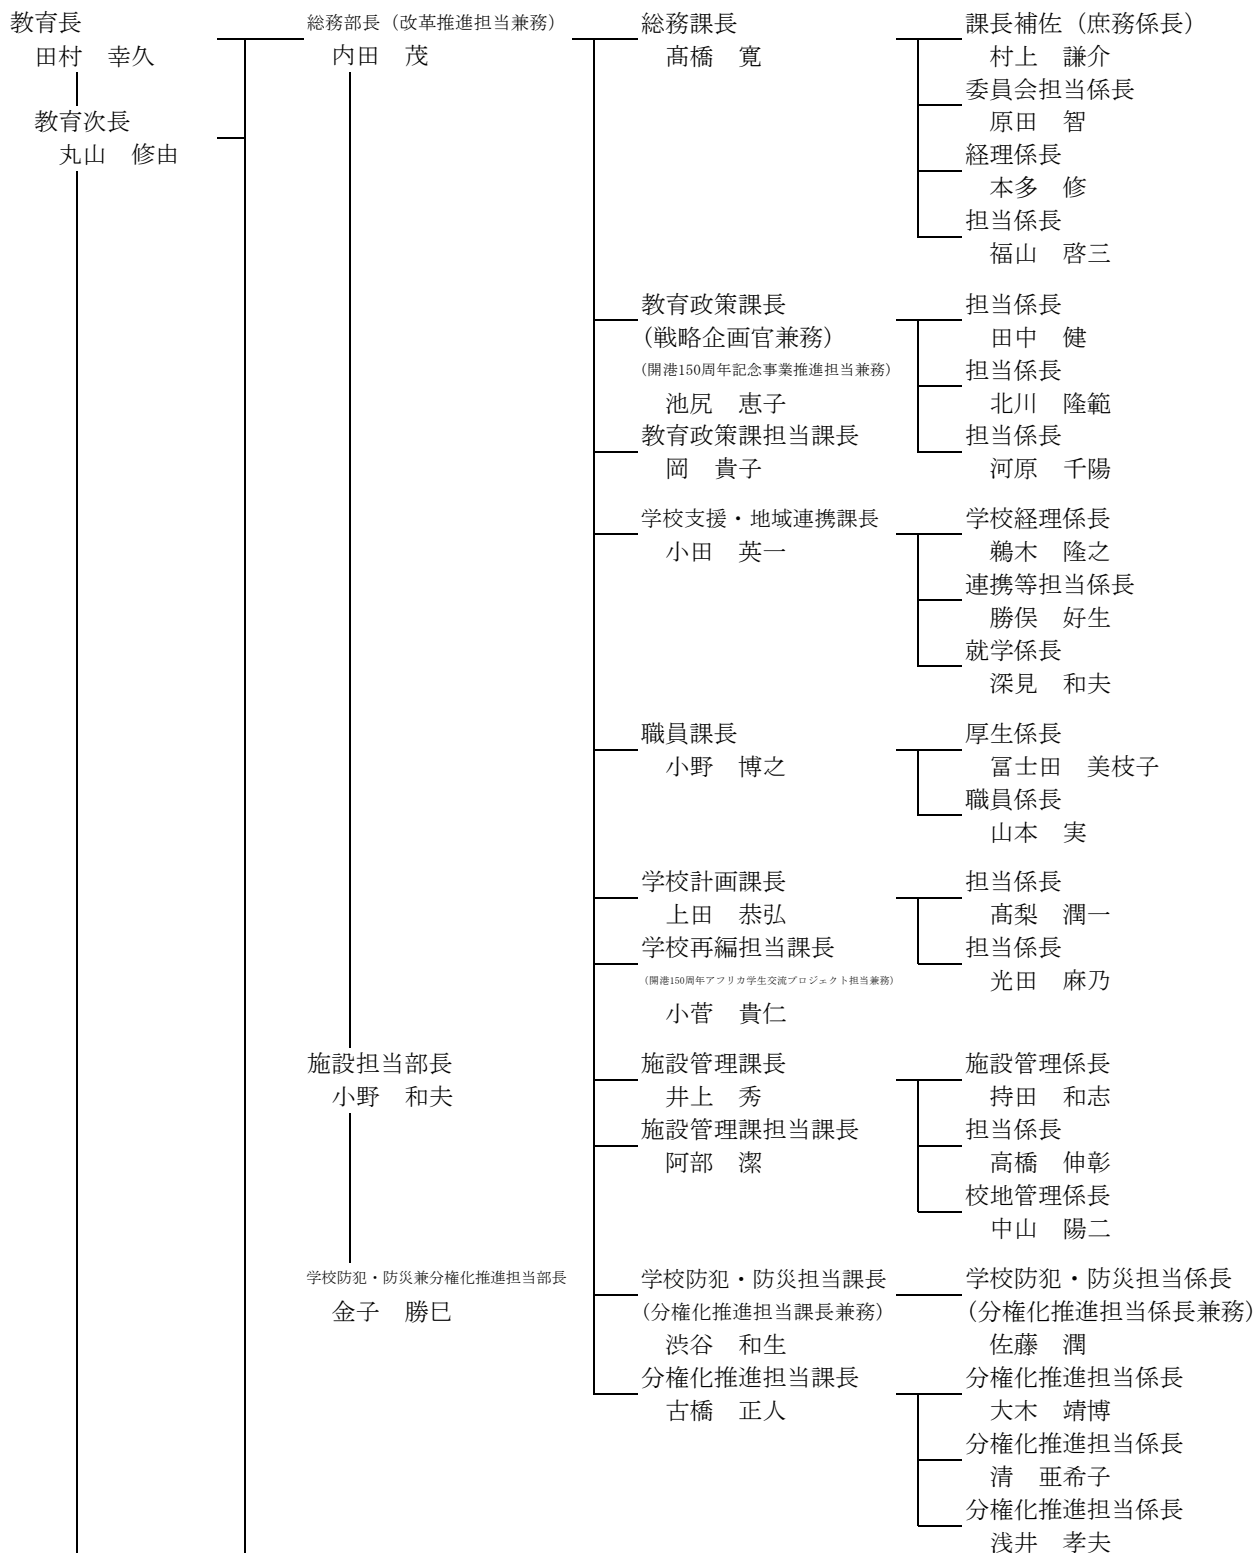 教育長
田村　幸久
教育次長
丸山　修由
総務部長（改革推進担当兼務）
内田　茂
施設担当部長
小野　和夫
学校防犯・防災兼分権化推進担当部長
金子　勝巳
総務課長
髙橋　寛
教育政策課長
(戦略企画官兼務)
(開港150周年記念事業推進担当兼務)
池尻　恵子
教育政策課担当課長
岡　貴子
学校支援・地域連携課長
小田　英一
職員課長
小野　博之
学校計画課長
上田　恭弘
学校再編担当課長
(開港150周年アフリカ学生交流プロジェクト担当兼務)
小菅　貴仁
施設管理課長
井上　秀
施設管理課担当課長
阿部　潔
学校防犯・防災担当課長
(分権化推進担当課長兼務)
渋谷　和生
分権化推進担当課長
古橋　正人
課長補佐（庶務係長）
村上　謙介
委員会担当係長
原田　智
経理係長
本多　修
担当係長
福山　啓三
担当係長
田中　健
担当係長
北川　隆範
担当係長
河原　千陽
学校経理係長
鵜木　隆之
連携等担当係長
勝俣　好生
就学係長
深見　和夫
厚生係長
冨士田　美枝子
職員係長
山本　実
担当係長
髙梨　潤一
担当係長
光田　麻乃
施設管理係長
持田　和志
担当係長
高橋　伸彰
校地管理係長
中山　陽二
学校防犯・防災担当係長
(分権化推進担当係長兼務)
佐藤　潤
分権化推進担当係長
大木　靖博
分権化推進担当係長
清　亜希子
分権化推進担当係長
浅井　孝夫